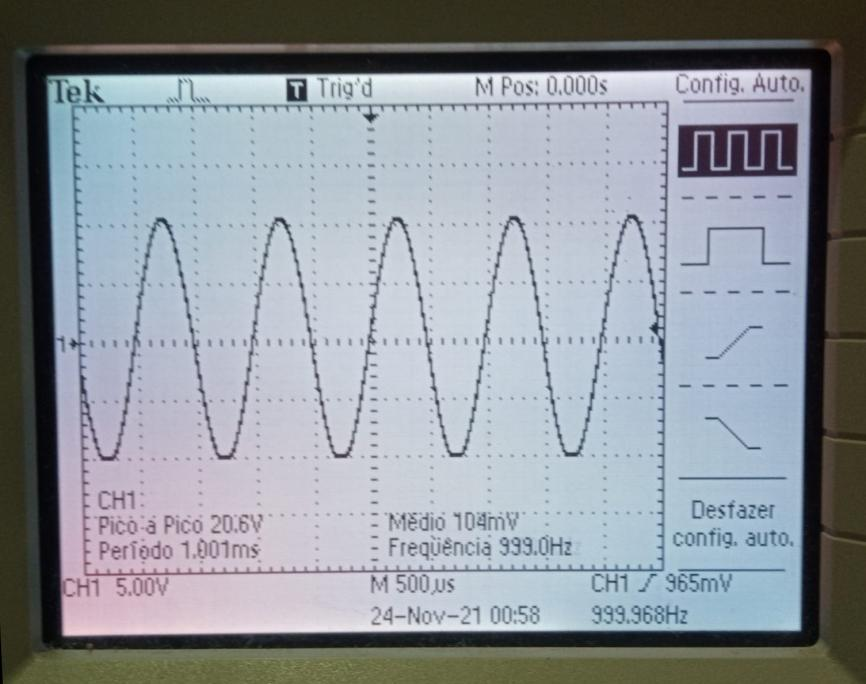 Tek T Trig'd M Pos: 0.000s Config. Auto.
1
CH1:
Pico a Pico 20.6V Médio 104mV
Período 1.001ms Freqüência 999.0Hz
Desfazer
config. auto.
CH1 5.00V M 500µs CH1 965mV
24-Nov-21 00:58 999.968Hz